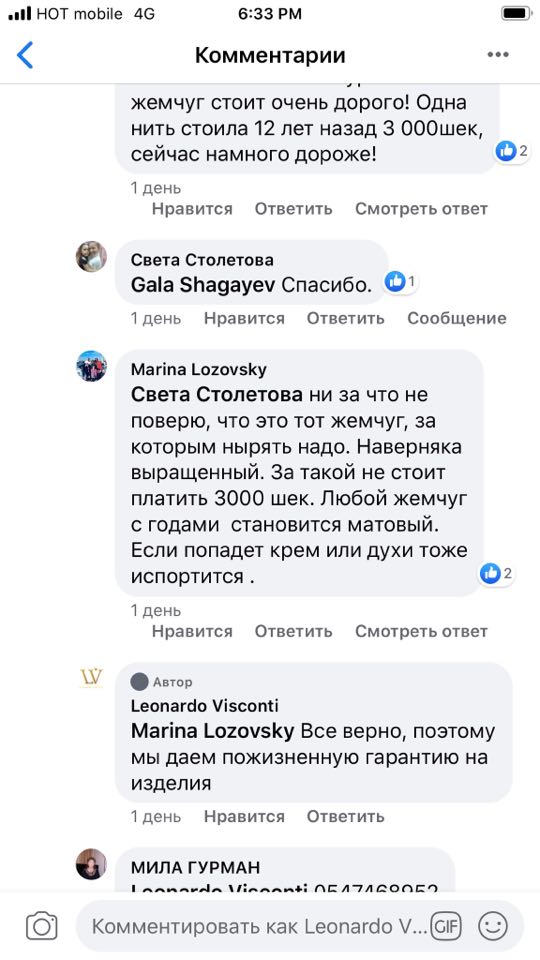 HOT mobile 4G 6:33 PM
Комментарии
жемчуг стоит очень дорого! Одна
нить стоила 12 лет назад 3 000шек,
сейчас намного дороже!
2
1 день
Нравится Ответить Смотреть ответ
Света Столетова
Gala Shagayev Спасибо.
1
1 день Нравится Ответить Сообщение
Marina Lozovsky
Света Столетова ни за что не
поверю, что это тот жемчуг, за
которым нырять надо. Наверняка
выращенный. За такой не стоит
платить 3000 шек. Любой жемчуг
с годами становится матовый.
Если попадет крем или духи тоже
испортится .
2
1 день
Нравится Ответить Смотреть ответ
LV
Автор
Leonardo Visconti
Marina Lozovsky Все верно, поэтому
мы даем пожизненную гарантию на
изделия
1 день Нравится Ответить
МИЛА ГУРМАН
Leonardo Visconti 0547468952
Комментировать как Leonardo V... GIF